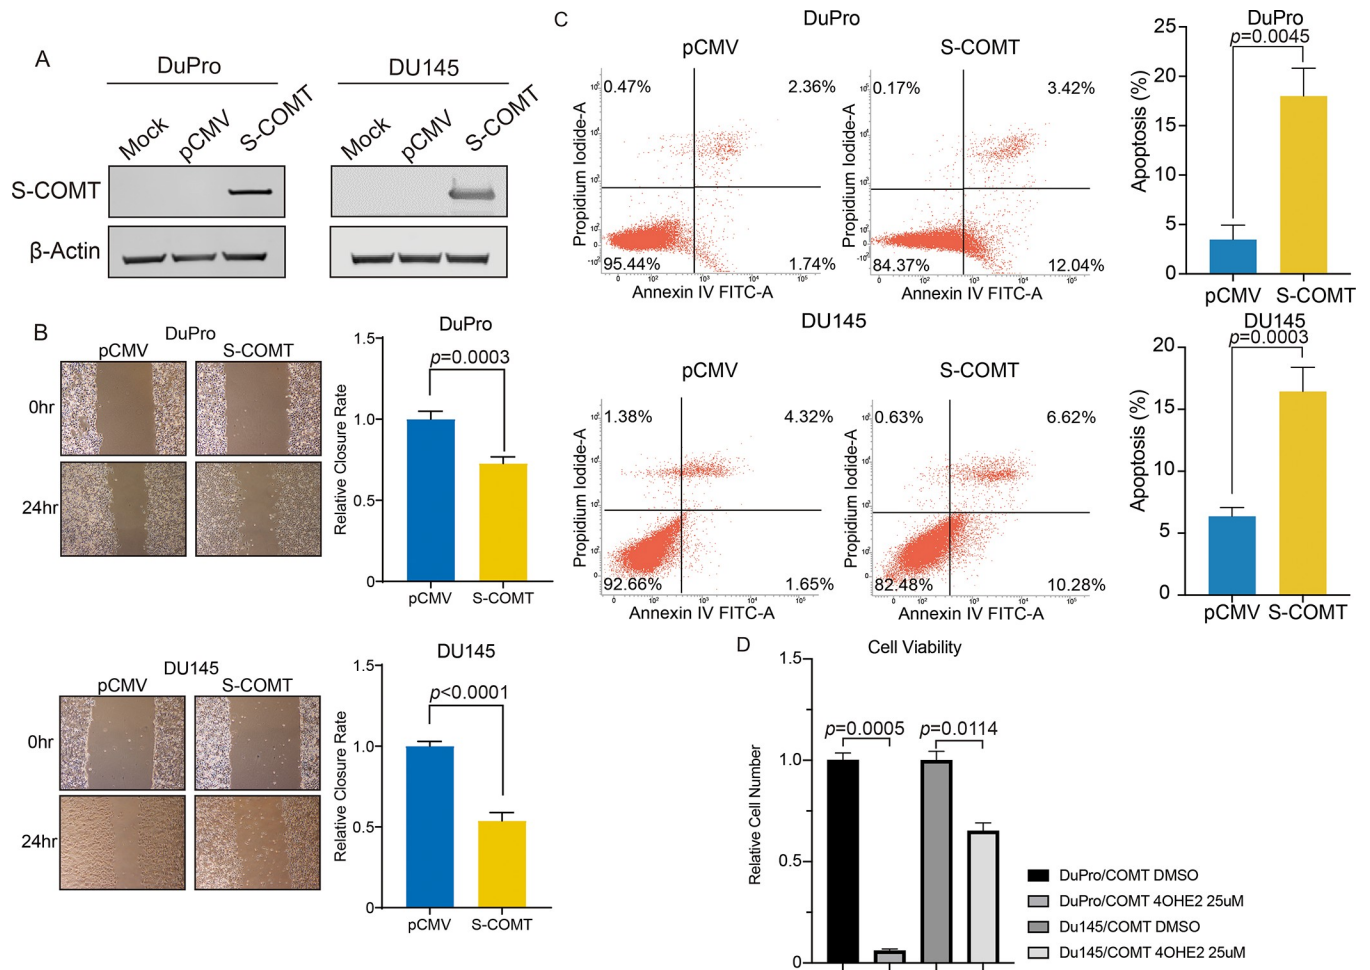 A
DuPro
DU145
Mock
pCMV
S-COMT
Mock
pCMV
S-COMT
S-COMT
β-Actin
B
DuPro
pCMV
S-COMT
0hr
24hr
DuPro
1.5
1.0
0.5
0
Relative Closure Rate
p=0.0003
pCMV
S-COMT
DU145
pCMV
S-COMT
0hr
24hr
DU145
1.5
1.0
0.5
0
Relative Closure Rate
p<0.0001
pCMV
S-COMT
C
DuPro
pCMV
0.47%
2.36%
95.44%
1.74%
Propidium Iodide-A
Annexin IV FITC-A
S-COMT
0.17%
3.42%
84.37%
12.04%
Propidium Iodide-A
Annexin IV FITC-A
DuPro
p=0.0045
25
20
15
10
5
0
Apoptosis (%)
pCMV
S-COMT
DU145
pCMV
1.38%
4.32%
92.66%
1.65%
Propidium Iodide-A
Annexin IV FITC-A
S-COMT
0.63%
6.62%
82.48%
10.28%
Propidium Iodide-A
Annexin IV FITC-A
DU145
p=0.0003
20
15
10
5
0
Apoptosis (%)
pCMV
S-COMT
D
Cell Viability
1.5
1.0
0.5
0
Relative Cell Number
p=0.0005
p=0.0114
DuPro/COMT DMSO
DuPro/COMT 4OHE2 25uM
Du145/COMT DMSO
Du145/COMT 4OHE2 25uM